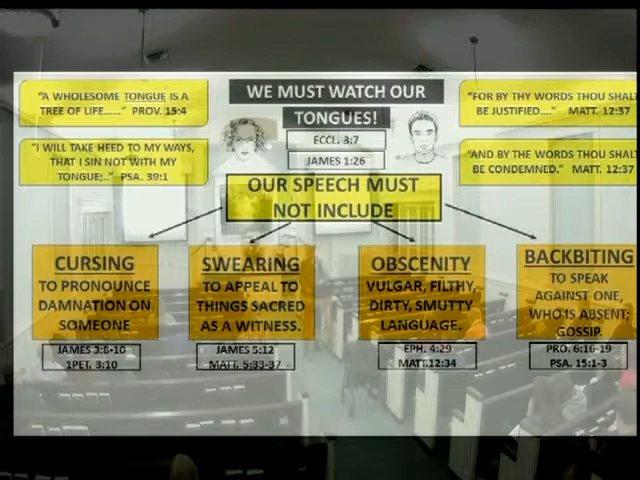 "A WHOLESOME TONGUE IS A
TREE OF LIFE......" PROV. 15:4
"I WILL TAKE HEED TO MY WAYS,
THAT I SIN NOT WITH MY
TONGUE;.." PSA. 39:1
WE MUST WATCH OUR
TONGUES!
ECCL. 3:7
JAMES 1:26
"FOR BY THY WORDS THOU SHALT
BE JUSTIFIED...." MATT. 12:37
"AND BY THE WORDS THOU SHALT
BE CONDEMNED." MATT. 12:37
OUR SPEECH MUST
NOT INCLUDE
CURSING
TO PRONOUNCE
DAMNATION ON
SOMEONE
JAMES 3:8-10
1PET. 3:10
SWEARING
TO APPEAL TO
THINGS SACRED
AS A WITNESS.
JAMES 5:12
MATT. 5:33-37
OBSCENITY
VULGAR, FILTHY,
DIRTY, SMUTTY
LANGUAGE.
EPH. 4:29
MATT.12:34
BACKBITING
TO SPEAK
AGAINST ONE,
WHO IS ABSENT;
GOSSIP.
PRO. 6:16-19
PSA. 15:1-3